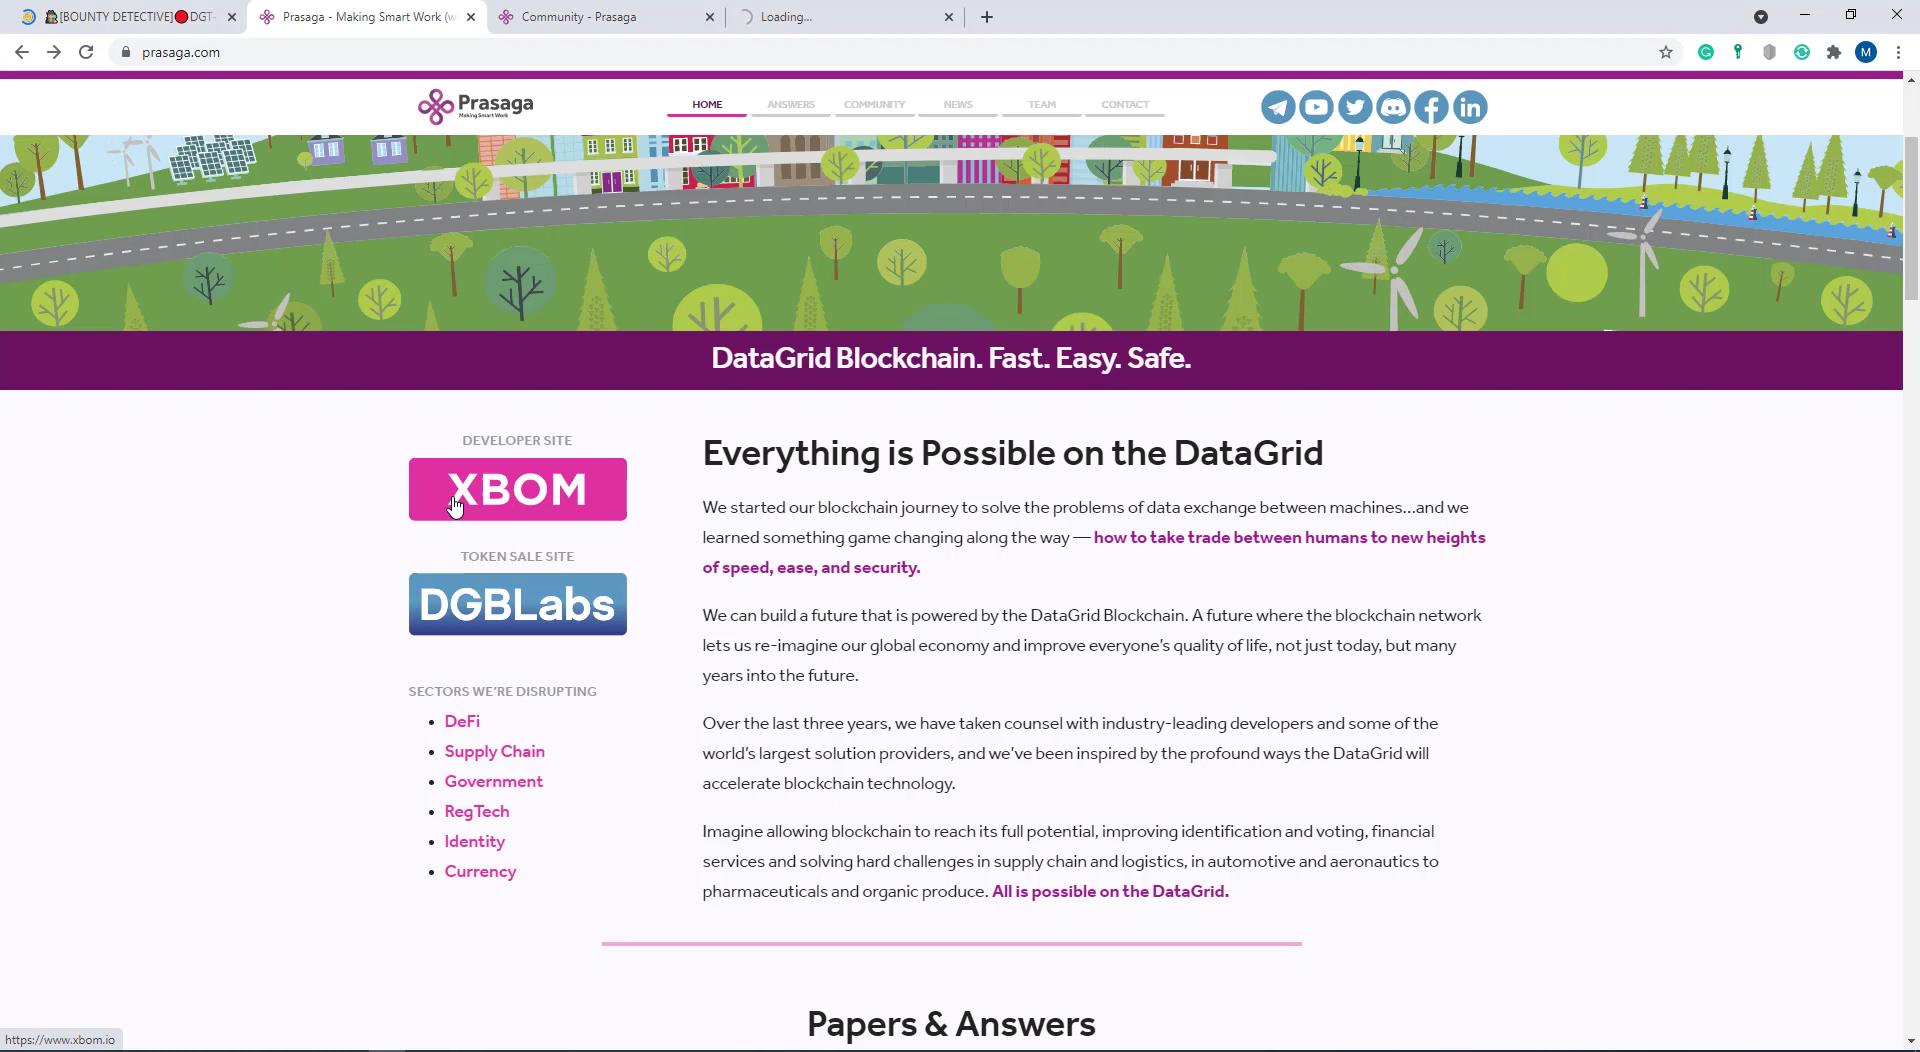 [BOUNTY DETECTIVE]🔴DGT-
Prasaga - Making Smart Work (w
Community - Prasaga
Loading...
prasaga.com
M
Prasaga
Making Smart Work
HOME
ANSWERS
COMMUNITY
NEWS
TEAM
CONTACT
DataGrid Blockchain. Fast. Easy. Safe.
DEVELOPER SITE
XBOM
TOKEN SALE SITE
DGBLabs
SECTORS WE'RE DISRUPTING
• DeFi
• Supply Chain
• Government
• RegTech
• Identity
• Currency
Everything is Possible on the DataGrid
We started our blockchain journey to solve the problems of data exchange between machines...and we
learned something game changing along the way — how to take trade between humans to new heights
of speed, ease, and security.
We can build a future that is powered by the DataGrid Blockchain. A future where the blockchain network
lets us re-imagine our global economy and improve everyone's quality of life, not just today, but many
years into the future.
Over the last three years, we have taken counsel with industry-leading developers and some of the
world's largest solution providers, and we've been inspired by the profound ways the DataGrid will
accelerate blockchain technology.
Imagine allowing blockchain to reach its full potential, improving identification and voting, financial
services and solving hard challenges in supply chain and logistics, in automotive and aeronautics to
pharmaceuticals and organic produce. All is possible on the DataGrid.
Papers & Answers
https://www.xbom.io